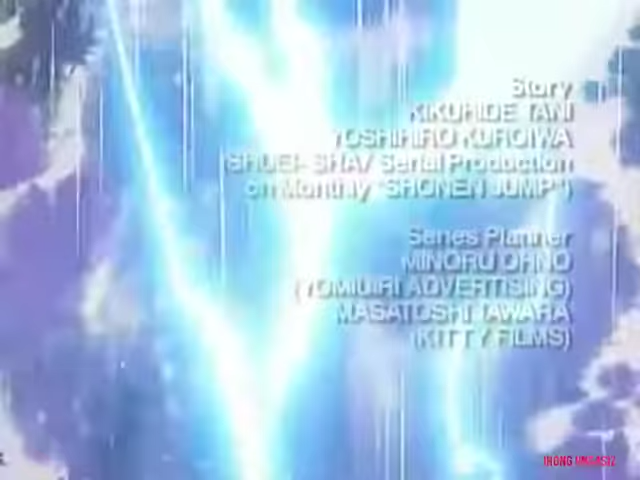 Story
KIKUHIDE TANI
YOSHIHIRO KUROIWA
(SHUEI-SHA/ Serial Production
on Monthly "SHONEN JUMP")
Series Planner
MINORU OHNO
(YOMIURI ADVERTISING)
MASATOSHI TAWARA
(KITTY FILMS)